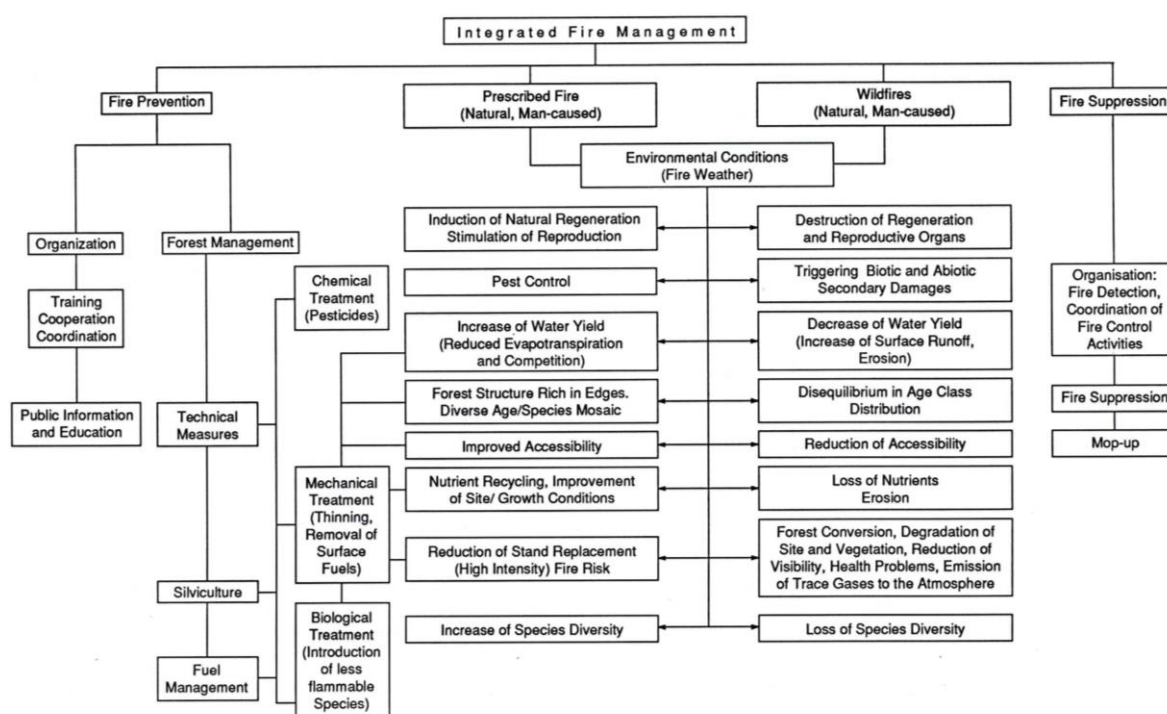 Integrated Fire Management
Fire Prevention
Prescribed Fire
(Natural, Man-caused)
Wildfires
(Natural, Man-caused)
Fire Suppression
Environmental Conditions
(Fire Weather)
Organization
Forest Management
Training
Cooperation
Coordination
Public Information
and Education
Technical
Measures
Silviculture
Fuel
Management
Chemical
Treatment
(Pesticides)
Mechanical
Treatment
(Thinning,
Removal of
Surface
Fuels)
Biological
Treatment
(Introduction
of less
flammable
Species)
Induction of Natural Regeneration
Stimulation of Reproduction
Destruction of Regeneration
and Reproductive Organs
Pest Control
Triggering Biotic and Abiotic
Secondary Damages
Increase of Water Yield
(Reduced Evapotranspiration
and Competition)
Decrease of Water Yield
(Increase of Surface Runoff,
Erosion)
Forest Structure Rich in Edges.
Diverse Age/Species Mosaic
Disequilibrium in Age Class
Distribution
Improved Accessibility
Reduction of Accessibility
Nutrient Recycling, Improvement
of Site/ Growth Conditions
Loss of Nutrients
Erosion
Reduction of Stand Replacement
(High Intensity) Fire Risk
Forest Conversion, Degradation of
Site and Vegetation, Reduction of
Visibility, Health Problems, Emission
of Trace Gases to the Atmosphere
Increase of Species Diversity
Loss of Species Diversity
Organisation:
Fire Detection,
Coordination of
Fire Control
Activities
Fire Suppression
Mop-up